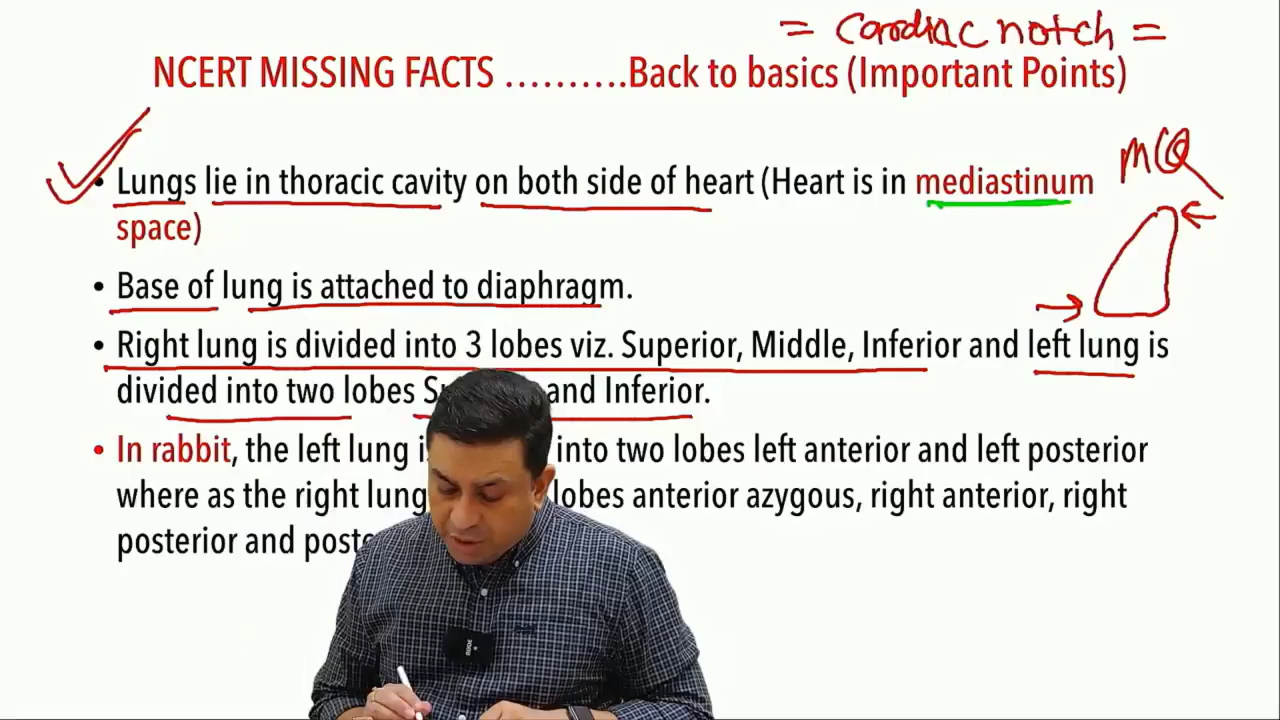 = cardiac notch =
NCERT MISSING FACTS ..........Back to basics (Important Points)
MCQ
• Lungs lie in thoracic cavity on both side of heart (Heart is in mediastinum
space)
• Base of lung is attached to diaphragm.
• Right lung is divided into 3 lobes viz. Superior, Middle, Inferior and left lung is
divided into two lobes and Inferior.
• In rabbit, the left lung into two lobes left anterior and left posterior
where as the right lung lobes anterior azygous, right anterior, right
posterior and
RODE